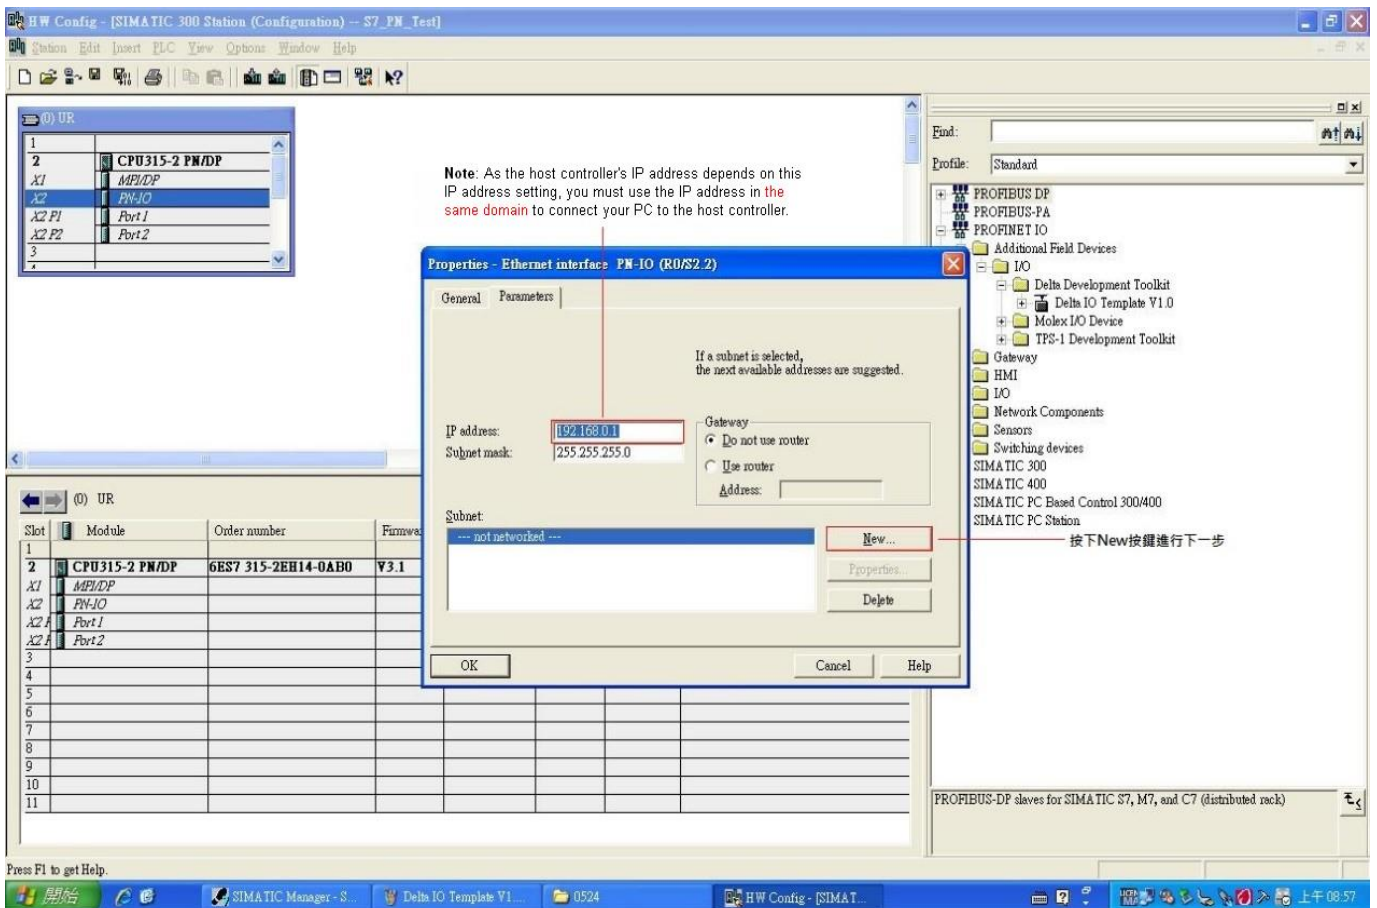 HW Config - [SIMATIC 300 Station (Configuration) -- S7_PN_Test]
Station Edit Insert PLC View Options Window Help
(0) UR
1
2 CPU315-2 PN/DP
X1 MPI/DP
X2 PN-IO
X2 P1 Port 1
X2 P2 Port 2
3
Note: As the host controller's IP address depends on this
IP address setting, you must use the IP address in the
same domain to connect your PC to the host controller.
Find:
Profile: Standard
PROFIBUS DP
PROFIBUS-PA
PROFINET IO
Additional Field Devices
I/O
Delta Development Toolkit
Delta IO Template V1.0
Molex I/O Device
TPS-1 Development Toolkit
Gateway
HMI
I/O
Network Components
Sensors
Switching devices
SIMATIC 300
SIMATIC 400
SIMATIC PC Based Control 300/400
SIMATIC PC Station
Properties - Ethernet interface PN-IO (R0/S2.2)
General Parameters
If a subnet is selected,
the next available addresses are suggested.
IP address: 192.168.0.1
Subnet mask: 255.255.255.0
Gateway
Do not use router
Use router
Address:
Subnet:
--- not networked ---
New...
Properties...
Delete
OK
Cancel
Help
按下New按鍵進行下一步
(0) UR
Slot Module Order number Firmwa
1
2 CPU315-2 PN/DP 6ES7 315-2EH14-0AB0 V3.1
X1 MPI/DP
X2 PN-IO
X2 P Port 1
X2 P Port 2
3
4
5
6
7
8
9
10
11
PROFIBUS-DP slaves for SIMATIC S7, M7, and C7 (distributed rack)
Press F1 to get Help.
開始
SIMATIC Manager - S...
Delta IO Template V1....
0524
HW Config - [SIMAT...
上午 08:57